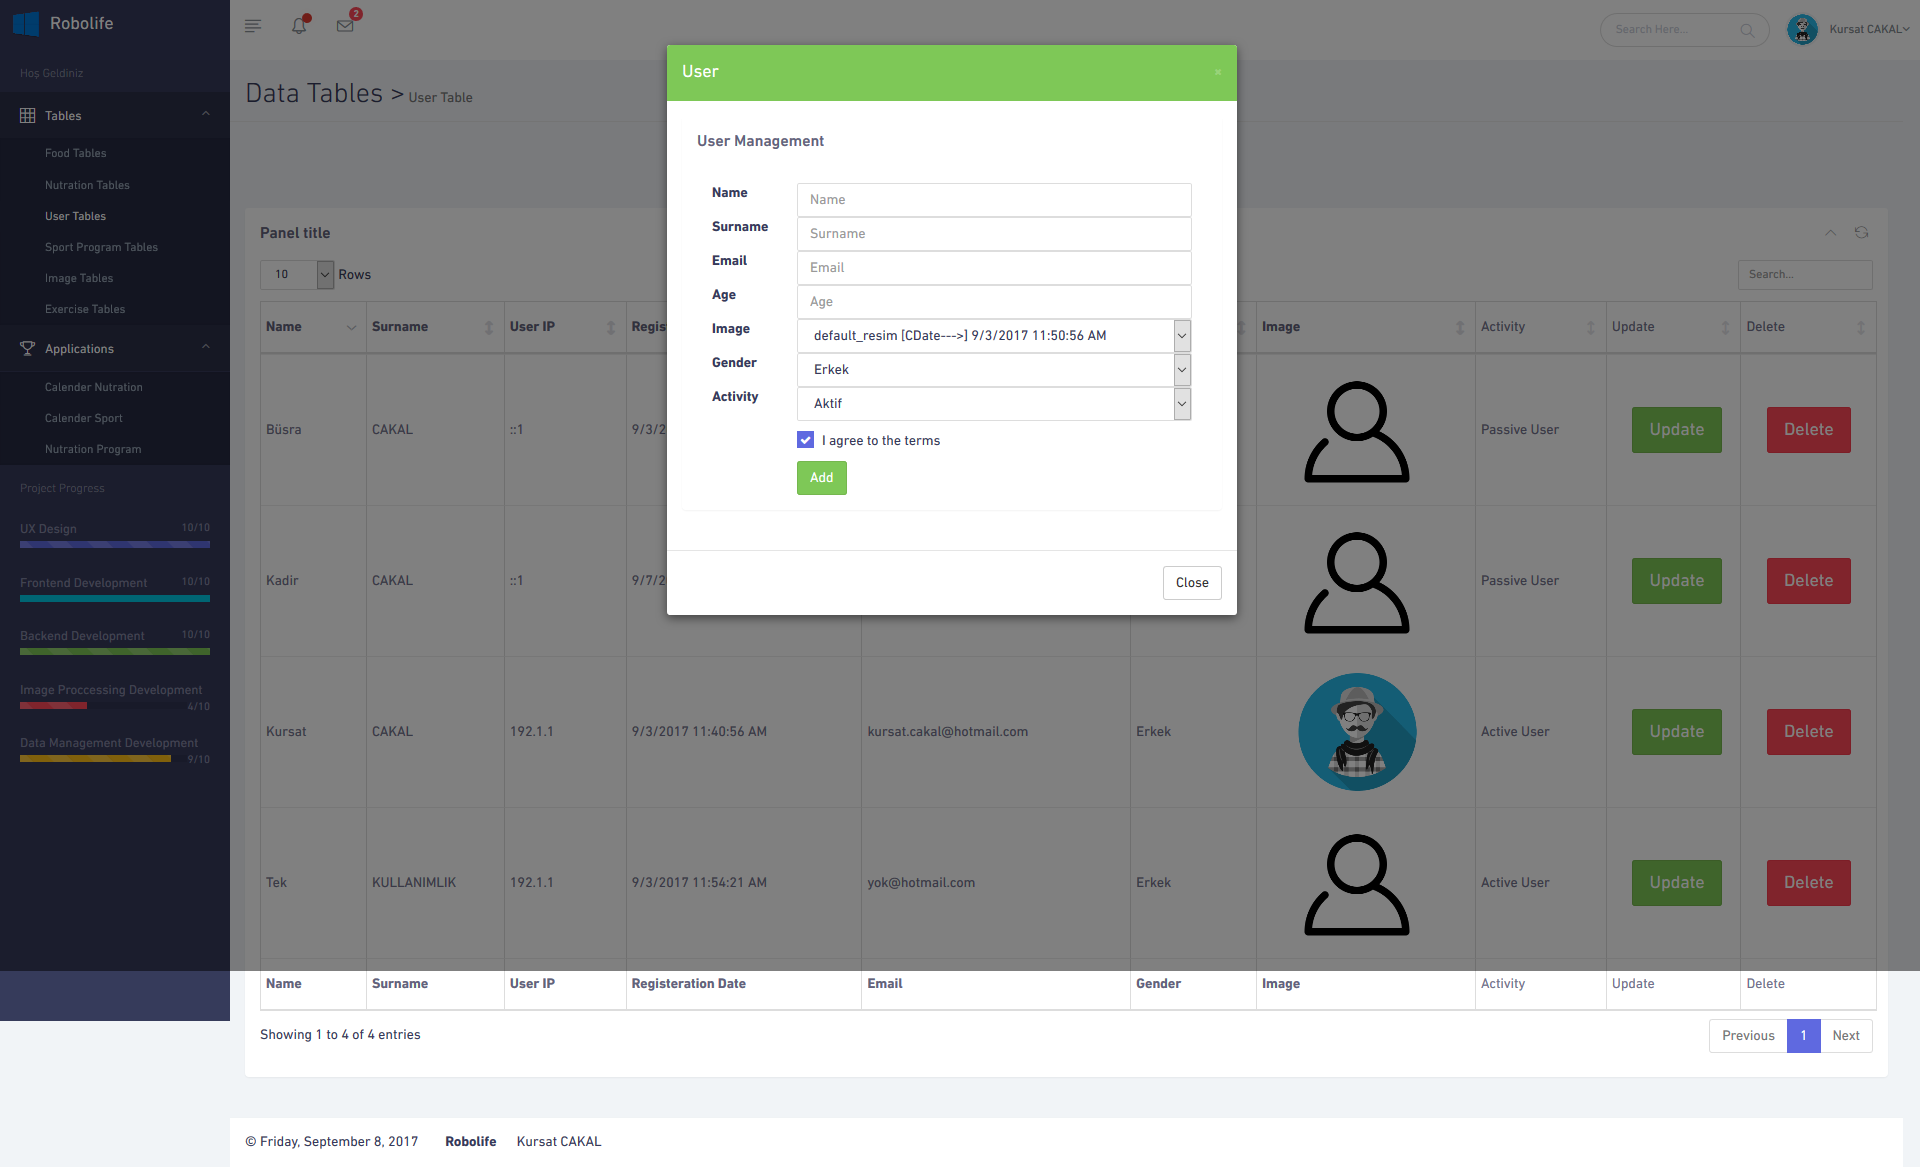 Robolife
2
Search Here...
Kursat CAKAL
Hoş Geldiniz
Tables
Food Tables
Nutration Tables
User Tables
Sport Program Tables
Image Tables
Exercise Tables
Applications
Calender Nutration
Calender Sport
Nutration Program
Project Progress
UX Design 10/10
Frontend Development 10/10
Backend Development 10/10
Image Proccessing Development
4/10
Data Management Development
9/10
Data Tables > User Table
User ×
User Management
Name Name
Surname Surname
Email Email
Age Age
Image default_resim [CDate--->] 9/3/2017 11:50:56 AM
Gender Erkek
Activity Aktif
I agree to the terms
Add
Close
Panel title
10 Rows
Search...
Name Surname User IP Regis Image Activity Update Delete
Büsra CAKAL ::1 9/3/2 Passive User Update Delete
Kadir CAKAL ::1 9/7/2 Passive User Update Delete
Kursat CAKAL 192.1.1 9/3/2017 11:40:56 AM kursat.cakal@hotmail.com Erkek Active User Update Delete
Tek KULLANIMLIK 192.1.1 9/3/2017 11:54:21 AM yok@hotmail.com Erkek Active User Update Delete
Name Surname User IP Registeration Date Email Gender Image Activity Update Delete
Showing 1 to 4 of 4 entries
Previous 1 Next
© Friday, September 8, 2017 Robolife Kursat CAKAL